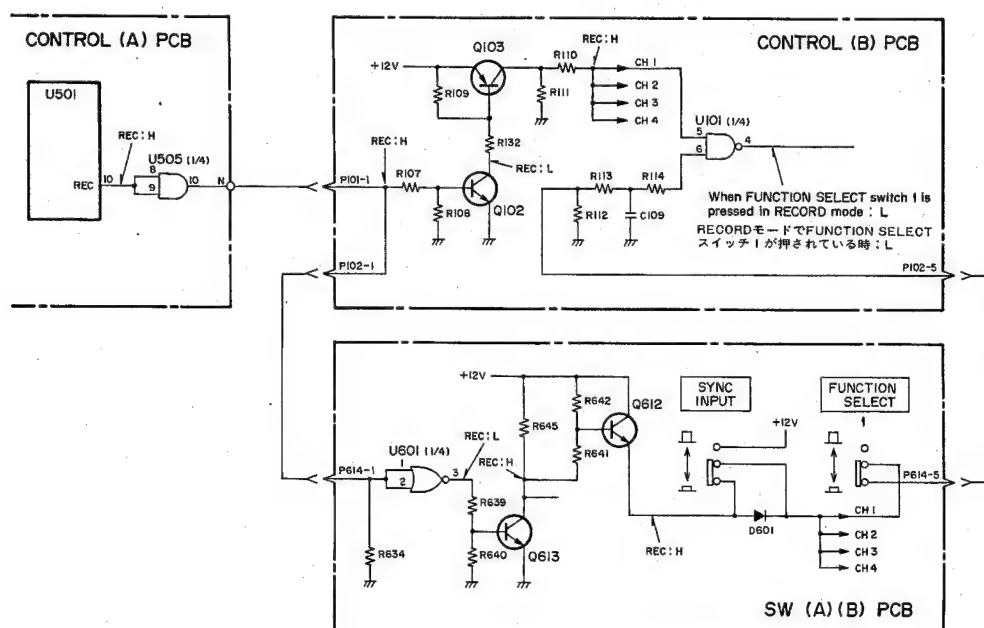 CONTROL (A) PCB
U501
REC:H
U505 (1/4)
REC
10
8
9
10
N
CONTROL (B) PCB
Q103
REC:H
+12V
R110
CH 1
CH 2
CH 3
CH 4
R109
R111
U101 (1/4)
5
6
4
R132
REC:H
REC:L
P101-1
R107
R108
Q102
R113
R114
R112
C109
When FUNCTION SELECT switch 1 is
pressed in RECORD mode : L
RECORDモードでFUNCTION SELECT
スイッチ1が押されている時:L
P102-1
P102-5
+12V
R642
Q612
SYNC
INPUT
FUNCTION
SELECT
1
+12V
R645
R641
U601 (1/4)
REC:L
REC:H
P614-1
1
2
3
P614-5
R639
R634
R640
Q613
REC:H
D601
CH 1
CH 2
CH 3
CH 4
SW (A)(B) PCB